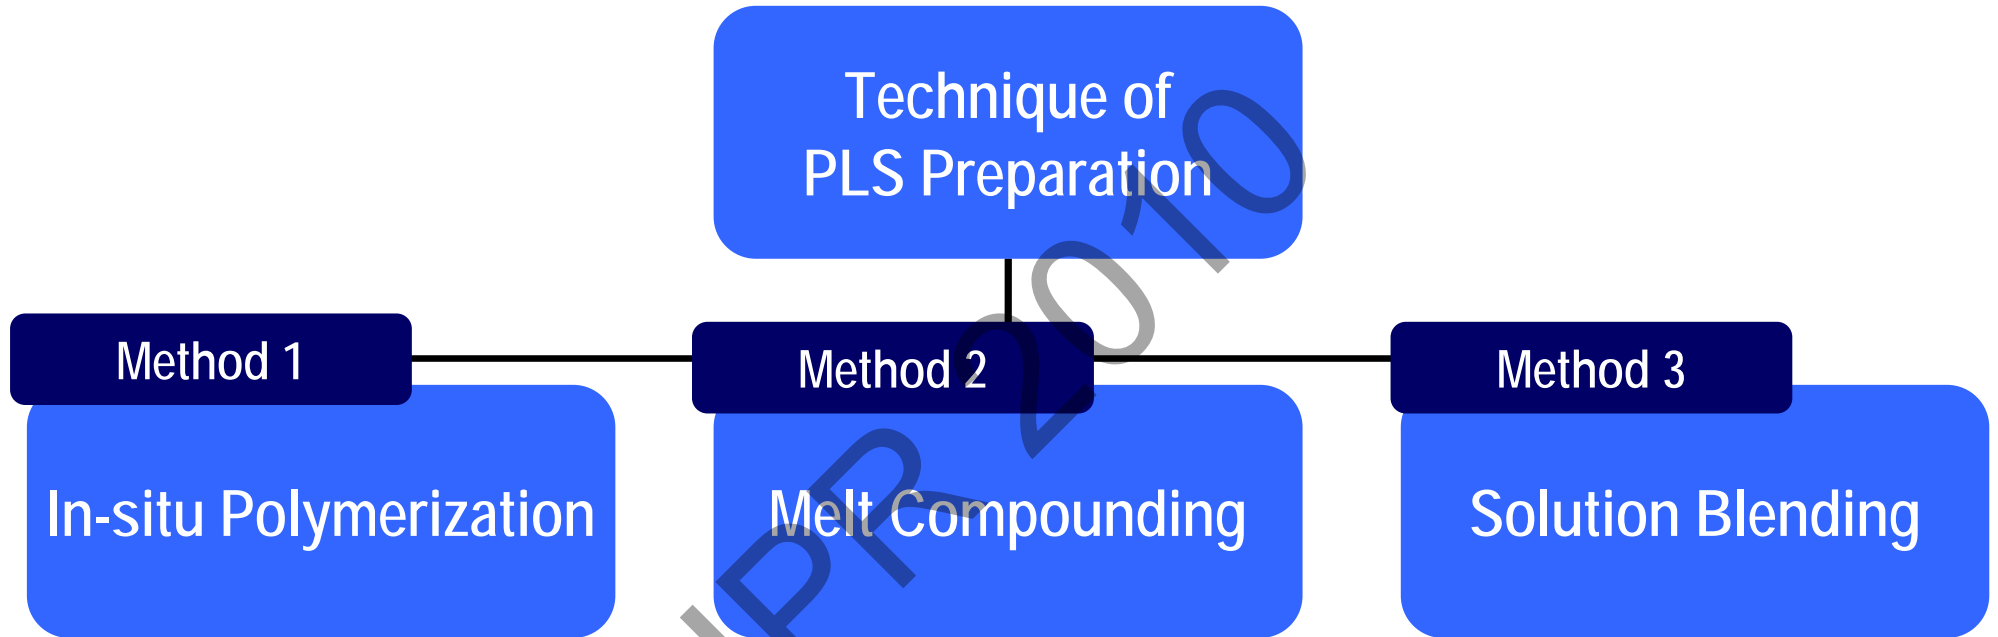 Technique of
PLS Preparation
Method 1
Method 2
Method 3
In-situ Polymerization
Melt Compounding
Solution Blending
IPR 2010